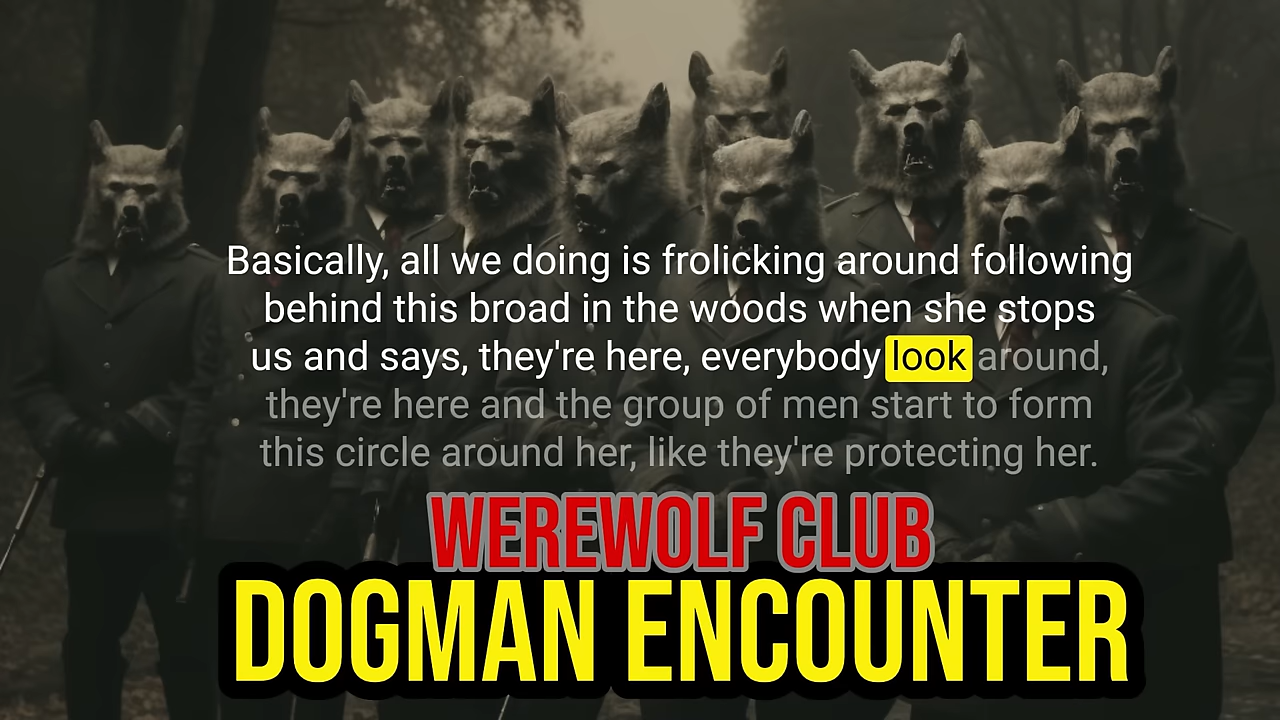 Basically, all we doing is frolicking around following
behind this broad in the woods when she stops
us and says, they're here, everybody look around,
they're here and the group of men start to form
this circle around her, like they're protecting her.
WEREWOLF CLUB
DOGMAN ENCOUNTER